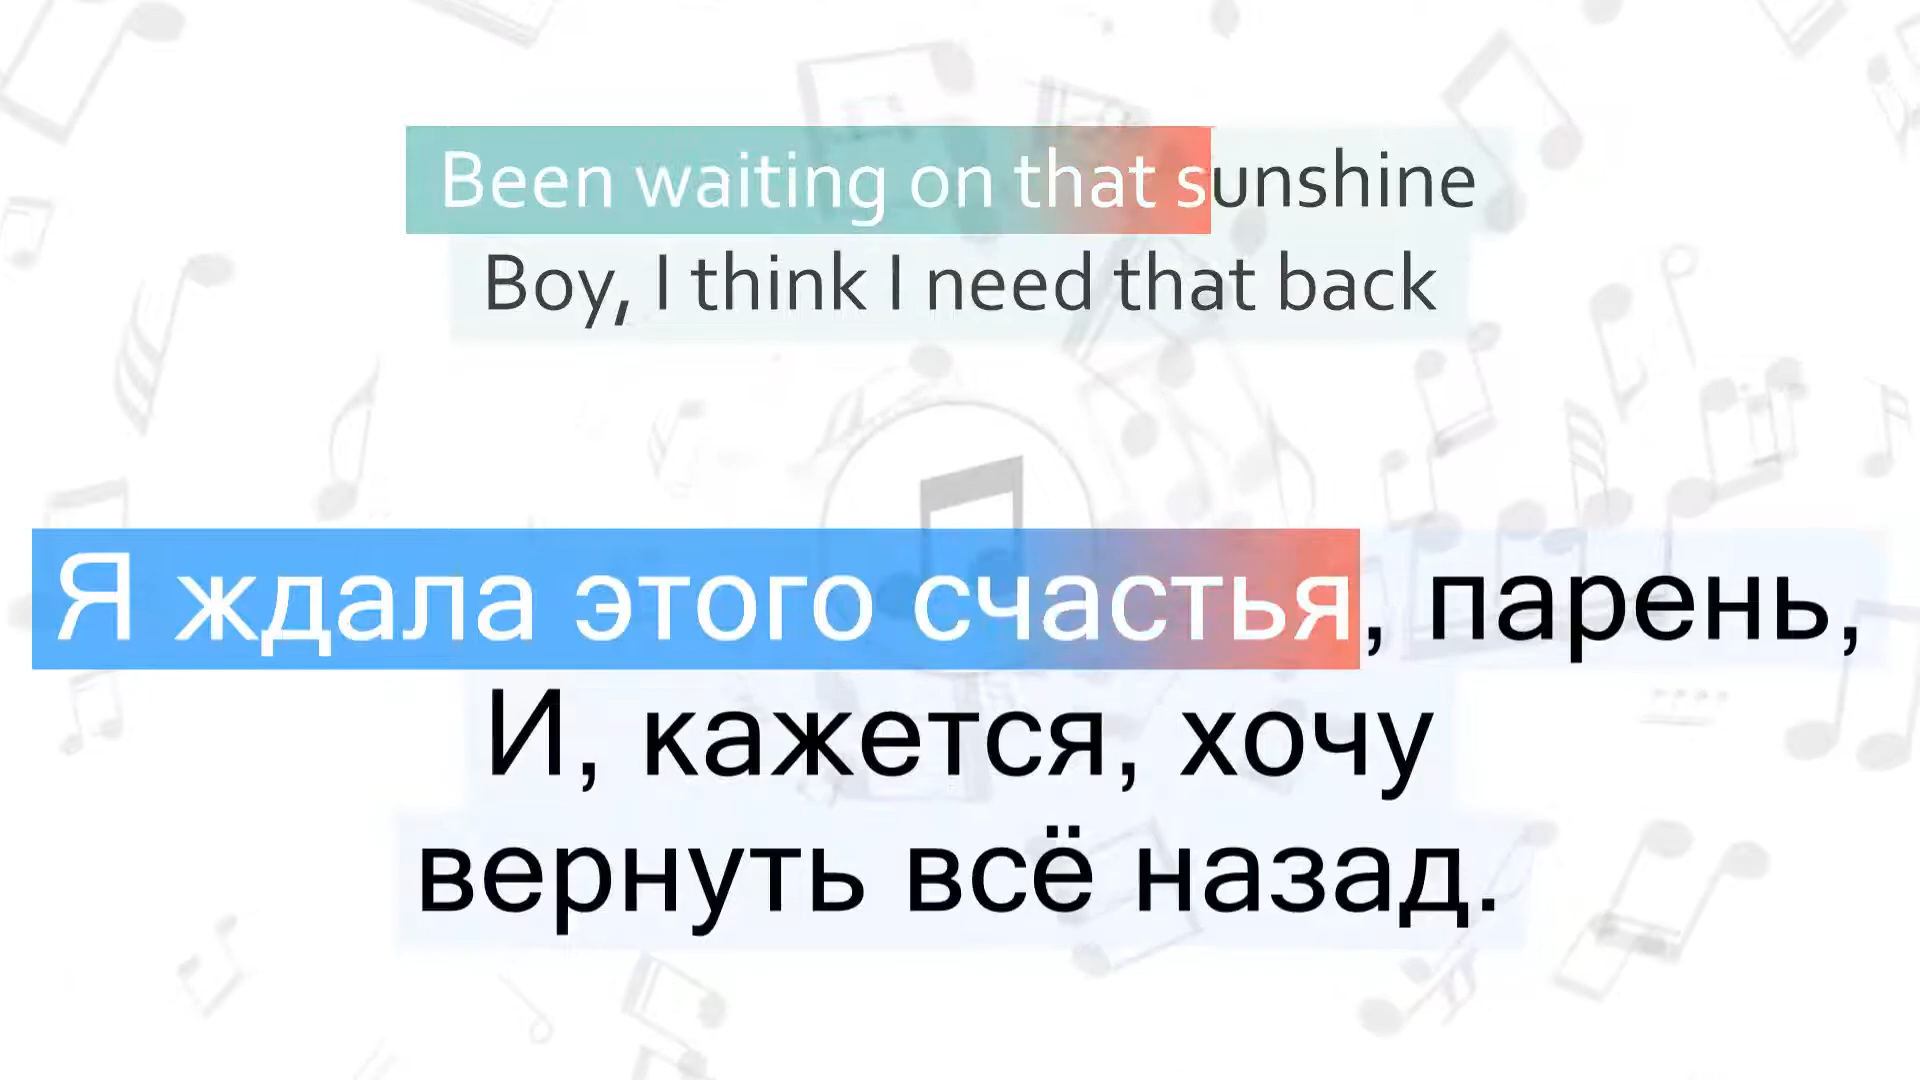 Been waiting on that sunshine
Boy, I think I need that back
Я ждала этого счастья, парень,
И, кажется, хочу
вернуть всё назад.